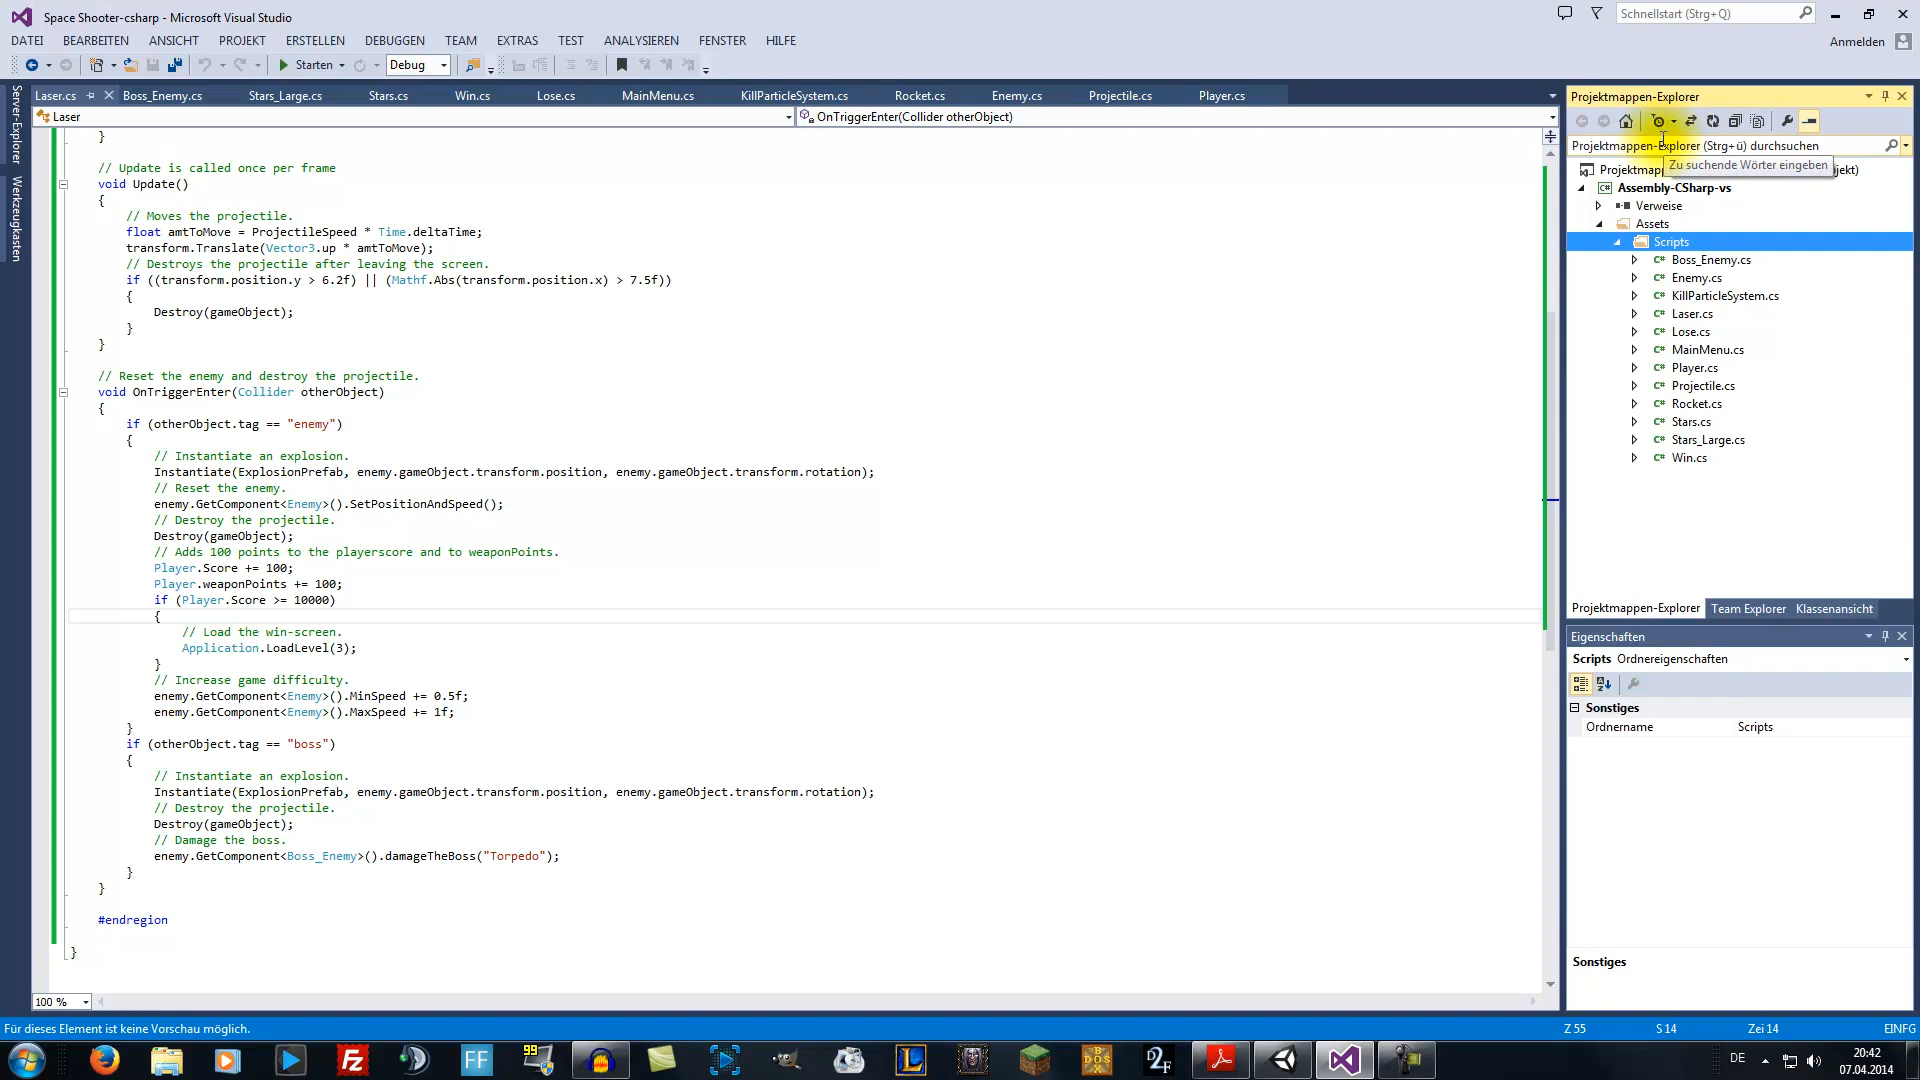 Space Shooter-csharp - Microsoft Visual Studio
Schnellstart (Strg+Q)
DATEI BEARBEITEN ANSICHT PROJEKT ERSTELLEN DEBUGGEN TEAM EXTRAS TEST ANALYSIEREN FENSTER HILFE
Anmelden
Starten Debug
Server-Explorer
Werkzeugkasten
Laser.cs Boss_Enemy.cs Stars_Large.cs Stars.cs Win.cs Lose.cs MainMenu.cs KillParticleSystem.cs Rocket.cs Enemy.cs Projectile.cs Player.cs
Laser OnTriggerEnter(Collider otherObject)
}
// Update is called once per frame
void Update()
{
// Moves the projectile.
float amtToMove = ProjectileSpeed * Time.deltaTime;
transform.Translate(Vector3.up * amtToMove);
// Destroys the projectile after leaving the screen.
if ((transform.position.y > 6.2f) || (Mathf.Abs(transform.position.x) > 7.5f))
{
Destroy(gameObject);
}
}
// Reset the enemy and destroy the projectile.
void OnTriggerEnter(Collider otherObject)
{
if (otherObject.tag == "enemy")
{
// Instantiate an explosion.
Instantiate(ExplosionPrefab, enemy.gameObject.transform.position, enemy.gameObject.transform.rotation);
// Reset the enemy.
enemy.GetComponent<Enemy>().SetPositionAndSpeed();
// Destroy the projectile.
Destroy(gameObject);
// Adds 100 points to the playerscore and to weaponPoints.
Player.Score += 100;
Player.weaponPoints += 100;
if (Player.Score >= 10000)
{
// Load the win-screen.
Application.LoadLevel(3);
}
// Increase game difficulty.
enemy.GetComponent<Enemy>().MinSpeed += 0.5f;
enemy.GetComponent<Enemy>().MaxSpeed += 1f;
}
if (otherObject.tag == "boss")
{
// Instantiate an explosion.
Instantiate(ExplosionPrefab, enemy.gameObject.transform.position, enemy.gameObject.transform.rotation);
// Destroy the projectile.
Destroy(gameObject);
// Damage the boss.
enemy.GetComponent<Boss_Enemy>().damageTheBoss("Torpedo");
}
}
#endregion
}
100 %
Projektmappen-Explorer
Projektmappen-Explorer (Strg+ü) durchsuchen
Zu suchende Wörter eingeben
Assembly-CSharp-vs
Verweise
Assets
Scripts
Boss_Enemy.cs
Enemy.cs
KillParticleSystem.cs
Laser.cs
Lose.cs
MainMenu.cs
Player.cs
Projectile.cs
Rocket.cs
Stars.cs
Stars_Large.cs
Win.cs
Projektmappen-Explorer Team Explorer Klassenansicht
Eigenschaften
Scripts Ordnereigenschaften
Sonstiges
Ordnername Scripts
Sonstiges
Für dieses Element ist keine Vorschau möglich. Z 55 S 14 Zei 14 EINFG
DE
20:42
07.04.2014